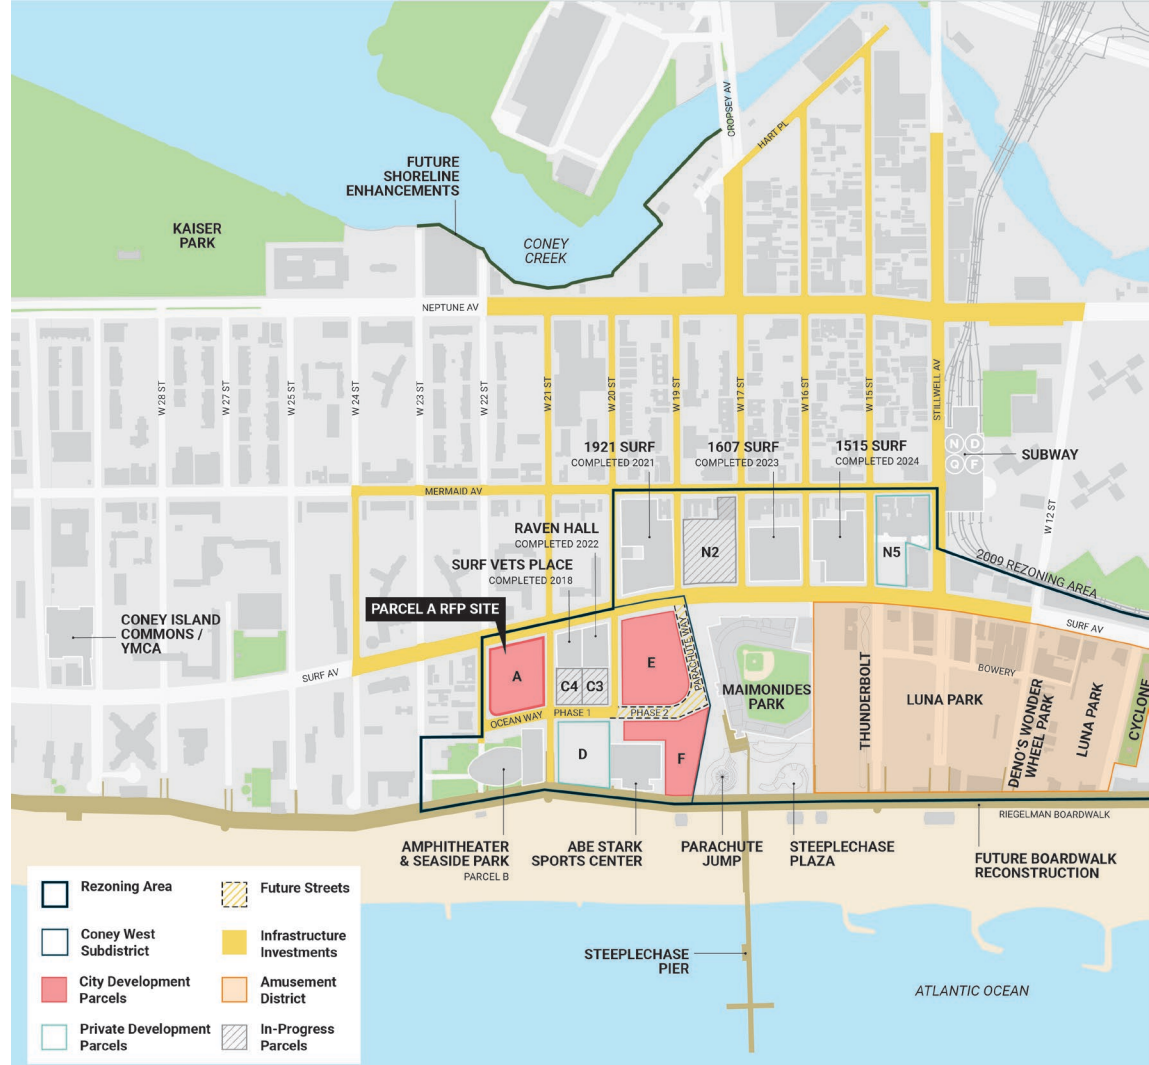 CROPSEY AV
HART PL
FUTURE
SHORELINE
ENHANCEMENTS
KAISER
PARK
CONEY
CREEK
NEPTUNE AV
W 28 ST
W 27 ST
W 25 ST
W 24 ST
W 23 ST
W 22 ST
W 21 ST
W 20 ST
W 19 ST
W 17 ST
W 16 ST
W 15 ST
STILLWELL AV
N D
Q F
SUBWAY
W 12 ST
1921 SURF
COMPLETED 2021
1607 SURF
COMPLETED 2023
1515 SURF
COMPLETED 2024
MERMAID AV
RAVEN HALL
COMPLETED 2022
SURF VETS PLACE
COMPLETED 2018
N2
N5
2009 REZONING AREA
PARCEL A RFP SITE
CONEY ISLAND
COMMONS /
YMCA
SURF AV
SURF AV
A
C4
C3
E
PARACHUTE WAY
OCEAN WAY
PHASE 1
PHASE 2
D
F
MAIMONIDES
PARK
THUNDERBOLT
LUNA PARK
BOWERY
DENO'S WONDER
WHEEL PARK
LUNA PARK
CYCLONE
RIEGELMAN BOARDWALK
AMPHITHEATER
& SEASIDE PARK
PARCEL B
ABE STARK
SPORTS CENTER
PARACHUTE
JUMP
STEEPLECHASE
PLAZA
FUTURE BOARDWALK
RECONSTRUCTION
STEEPLECHASE
PIER
ATLANTIC OCEAN
Rezoning Area
Coney West
Subdistrict
City Development
Parcels
Private Development
Parcels
Future Streets
Infrastructure
Investments
Amusement
District
In-Progress
Parcels